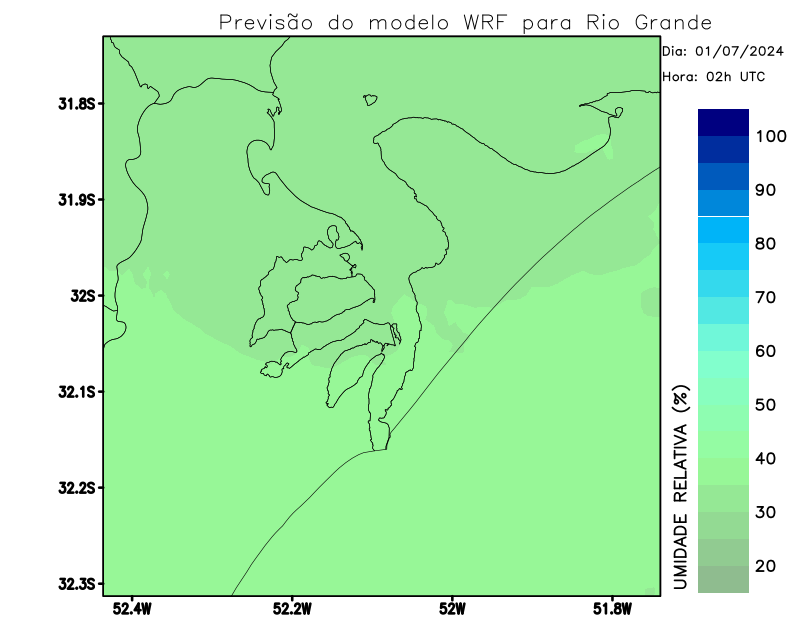 Previsão do modelo WRF para Rio Grande
Dia: 01/07/2024
Hora: 02h UTC
31.8S
31.9S
32S
32.1S
32.2S
32.3S
52.4W
52.2W
52W
51.8W
100
90
80
70
60
50
40
30
20
UMIDADE RELATIVA (%)